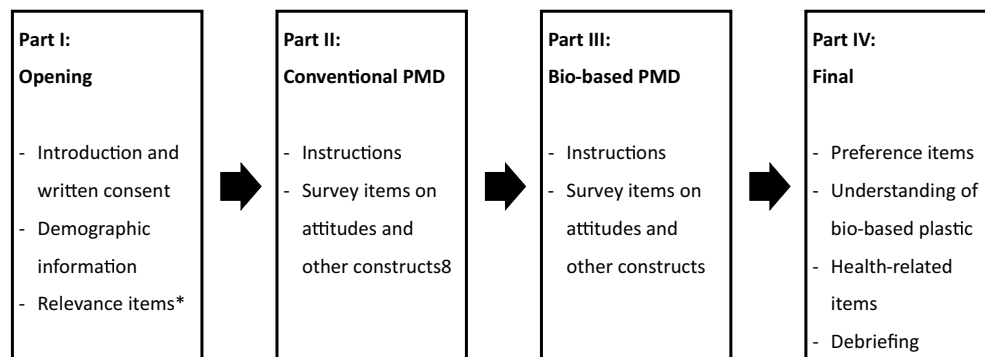 Part I:
Opening
- Introduction and
written consent
- Demographic
information
- Relevance items*
Part II:
Conventional PMD
- Instructions
- Survey items on
attitudes and
other constructs8
Part III:
Bio-based PMD
- Instructions
- Survey items on
attitudes and
other constructs
Part IV:
Final
- Preference items
- Understanding of
bio-based plastic
- Health-related
items
- Debriefing